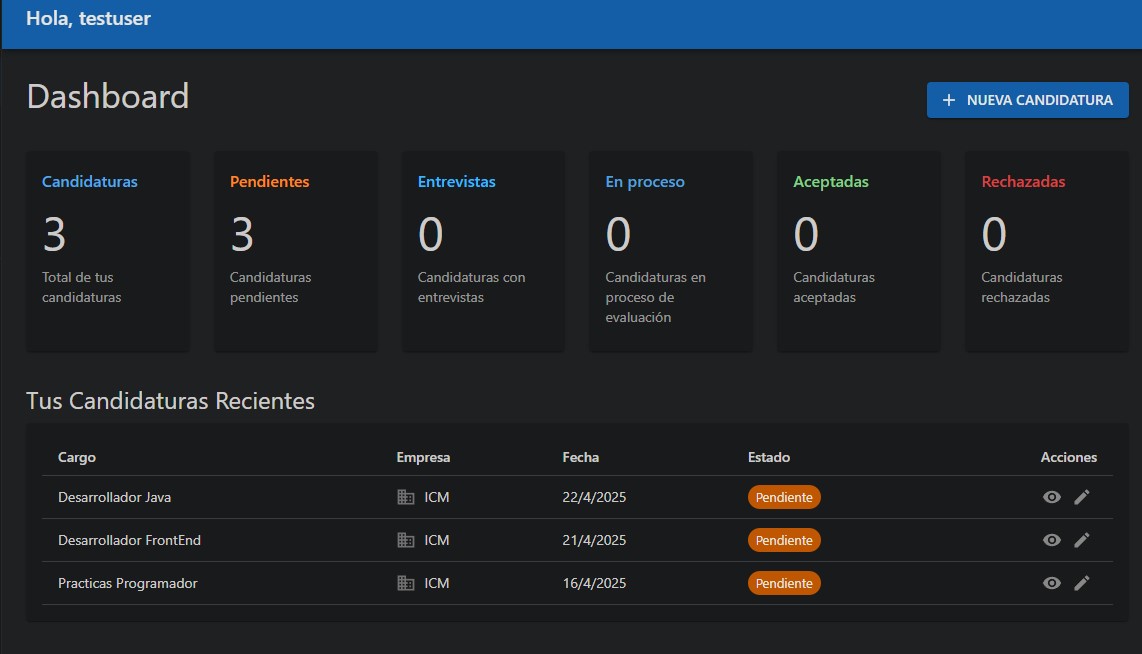 Hola, testuser
Dashboard
NUEVA CANDIDATURA
Candidaturas
3
Total de tus
candidaturas
Pendientes
3
Candidaturas
pendientes
Entrevistas
0
Candidaturas con
entrevistas
En proceso
0
Candidaturas en
proceso de
evaluación
Aceptadas
0
Candidaturas
aceptadas
Rechazadas
0
Candidaturas
rechazadas
Tus Candidaturas Recientes
Cargo Empresa Fecha Estado Acciones
Desarrollador Java ICM 22/4/2025 Pendiente
Desarrollador FrontEnd ICM 21/4/2025 Pendiente
Practicas Programador ICM 16/4/2025 Pendiente